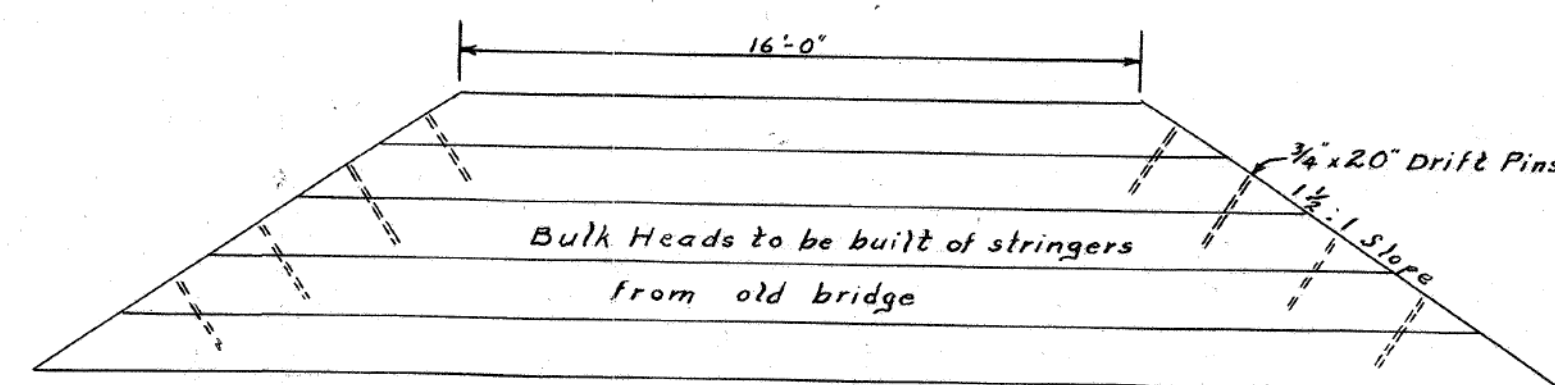 16'-0"
3/4" x 20" Drift Pins
1 1/2 : 1 Slope
Bulk Heads to be built of stringers
from old bridge